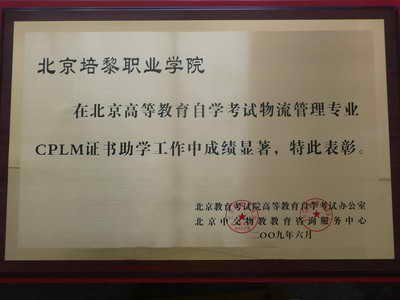 北京培黎职业学院
在北京高等教育自学考试物流管理专业
CPLM证书助学工作中成绩显著，特此表彰。
北京教育考试院高等教育自学考试办公室
北京中交物教教育咨询服务中心
二〇〇九年六月